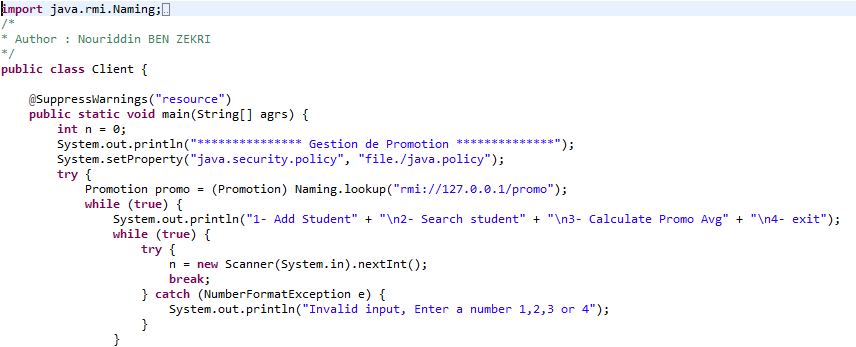 import java.rmi.Naming;
/*
* Author : Nouriddin BEN ZEKRI
*/
public class Client {
@SuppressWarnings("resource")
public static void main(String[] agrs) {
int n = 0;
System.out.println("*************** Gestion de Promotion **************");
System.setProperty("java.security.policy", "file./java.policy");
try {
Promotion promo = (Promotion) Naming.lookup("rmi://127.0.0.1/promo");
while (true) {
System.out.println("1- Add Student" + "\n2- Search student" + "\n3- Calculate Promo Avg" + "\n4- exit");
while (true) {
try {
n = new Scanner(System.in).nextInt();
break;
} catch (NumberFormatException e) {
System.out.println("Invalid input, Enter a number 1,2,3 or 4");
}
}